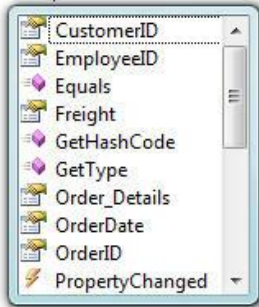 CustomerID
EmployeeID
Equals
Freight
GetHashCode
GetType
Order_Details
OrderDate
OrderID
PropertyChanged